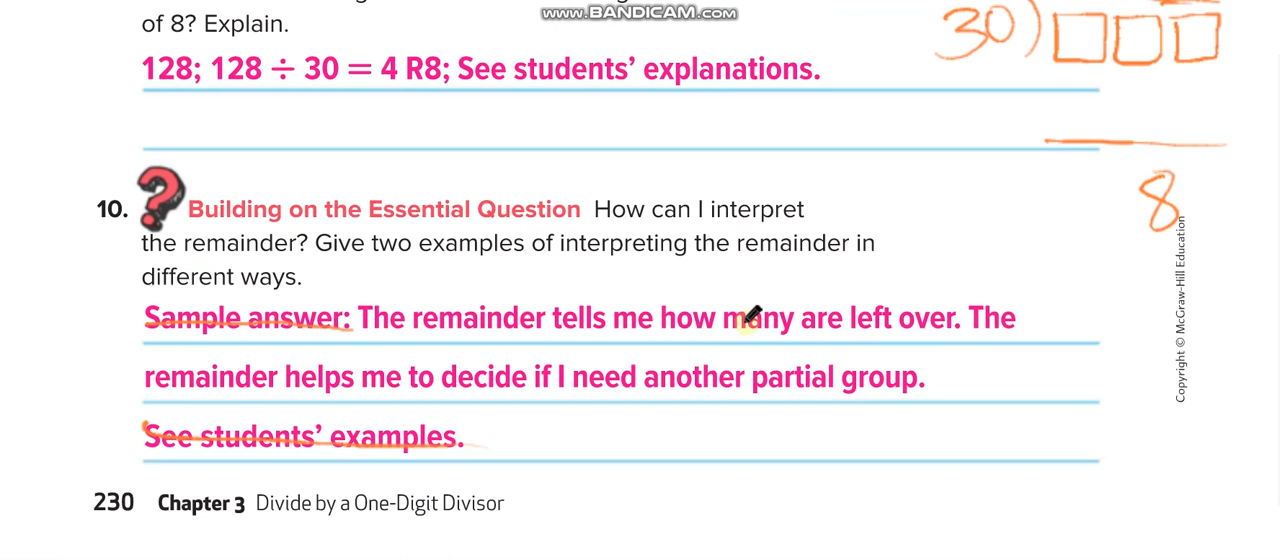 www.BANDICAM.com
of 8? Explain.
30)
128; 128 ÷ 30 = 4 R8; See students’ explanations.
8
10. ? Building on the Essential Question How can I interpret
the remainder? Give two examples of interpreting the remainder in
different ways.
Sample answer: The remainder tells me how many are left over. The
remainder helps me to decide if I need another partial group.
See students’ examples.
Copyright © McGraw-Hill Education
230 Chapter 3 Divide by a One-Digit Divisor